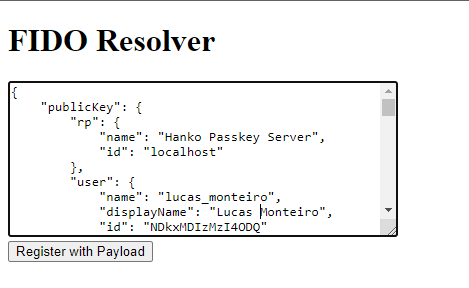 FIDO Resolver
{
    "publicKey": {
        "rp": {
            "name": "Hanko Passkey Server",
            "id": "localhost"
        },
        "user": {
            "name": "lucas_monteiro",
            "displayName": "Lucas Monteiro",
            "id": "NDkxMDIzMzI4ODQ"
Register with Payload